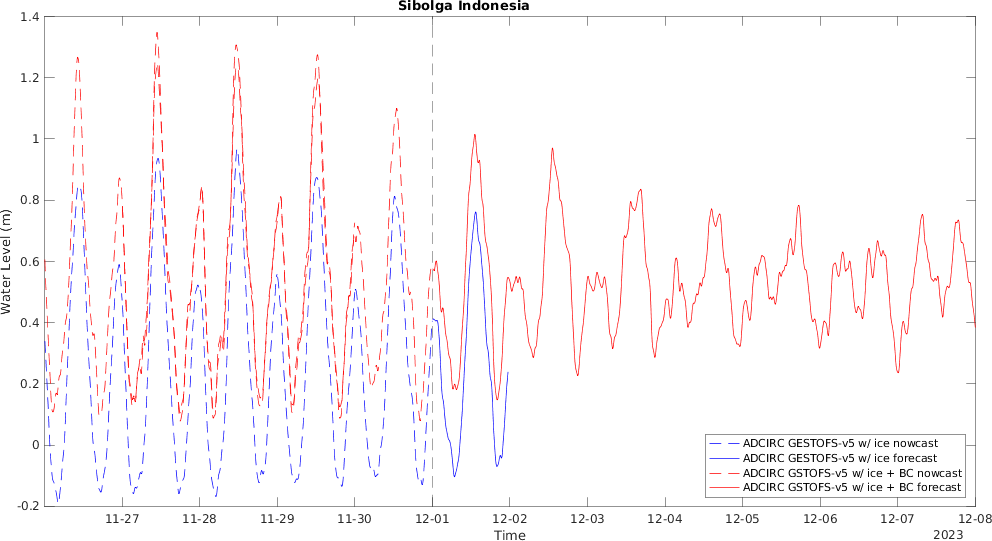 Sibolga Indonesia
1.4
1.2
1
0.8
0.6
0.4
0.2
0
-0.2
Water Level (m)
ADCIRC GESTOFS-v5 w/ ice nowcast
ADCIRC GESTOFS-v5 w/ ice forecast
ADCIRC GSTOFS-v5 w/ ice + BC nowcast
ADCIRC GSTOFS-v5 w/ ice + BC forecast
11-27 11-28 11-29 11-30 12-01 12-02 12-03 12-04 12-05 12-06 12-07 12-08
Time
2023